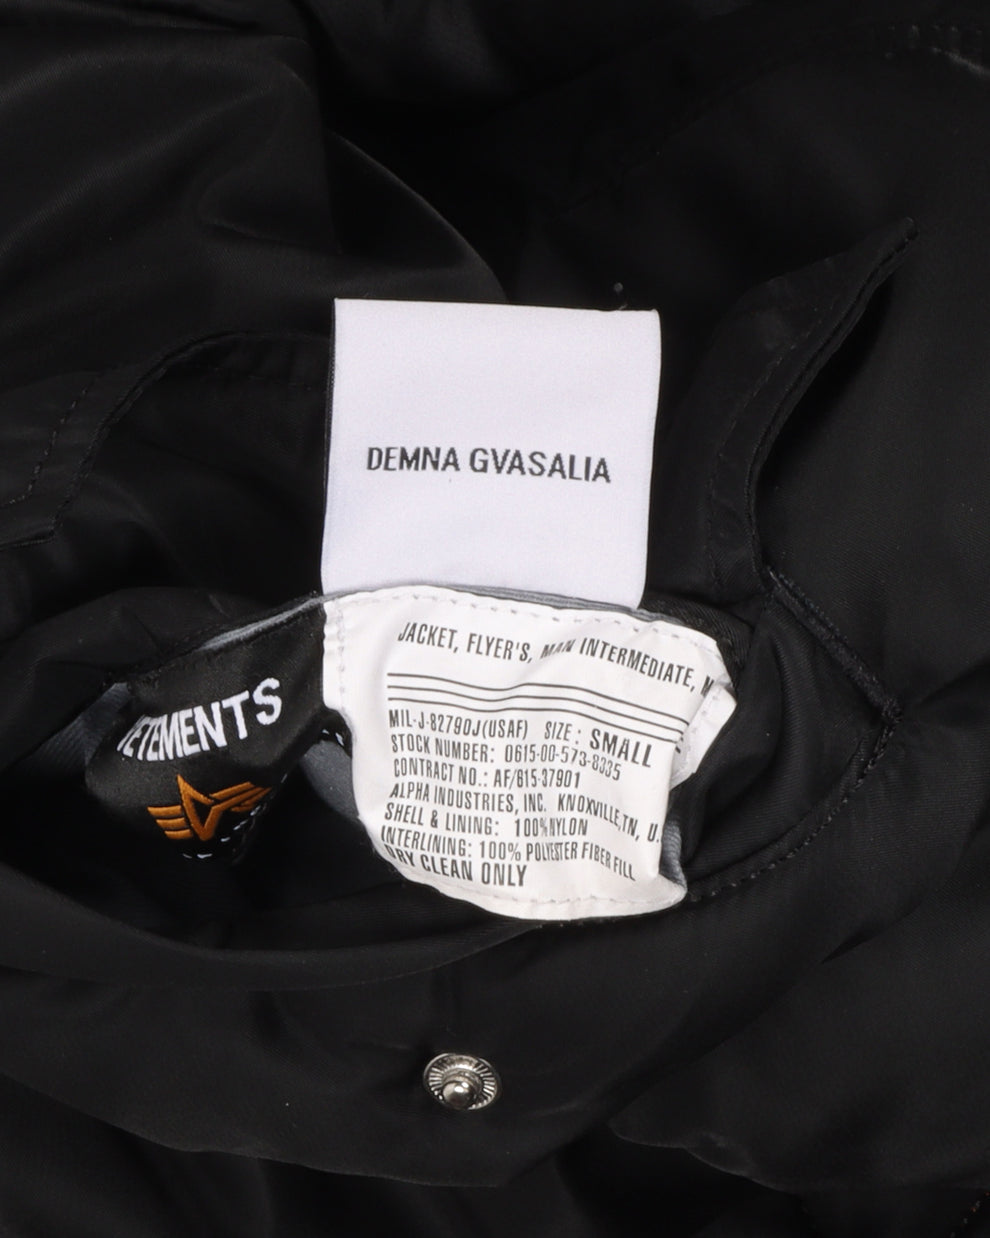 DEMNA GVASALIA
JACKET, FLYER'S, MAN INTERMEDIATE,
MIL-J-82790J(USAF) SIZE: SMALL
STOCK NUMBER: 0615-00-573-8335
CONTRACT NO.: AF/815-37901
ALPHA INDUSTRIES, INC. KNOXVILLE,TN, U.
SHELL & LINING: 100%NYLON
INTERLINING: 100% POLYESTER FIBER FILL
DRY CLEAN ONLY
VETEMENTS